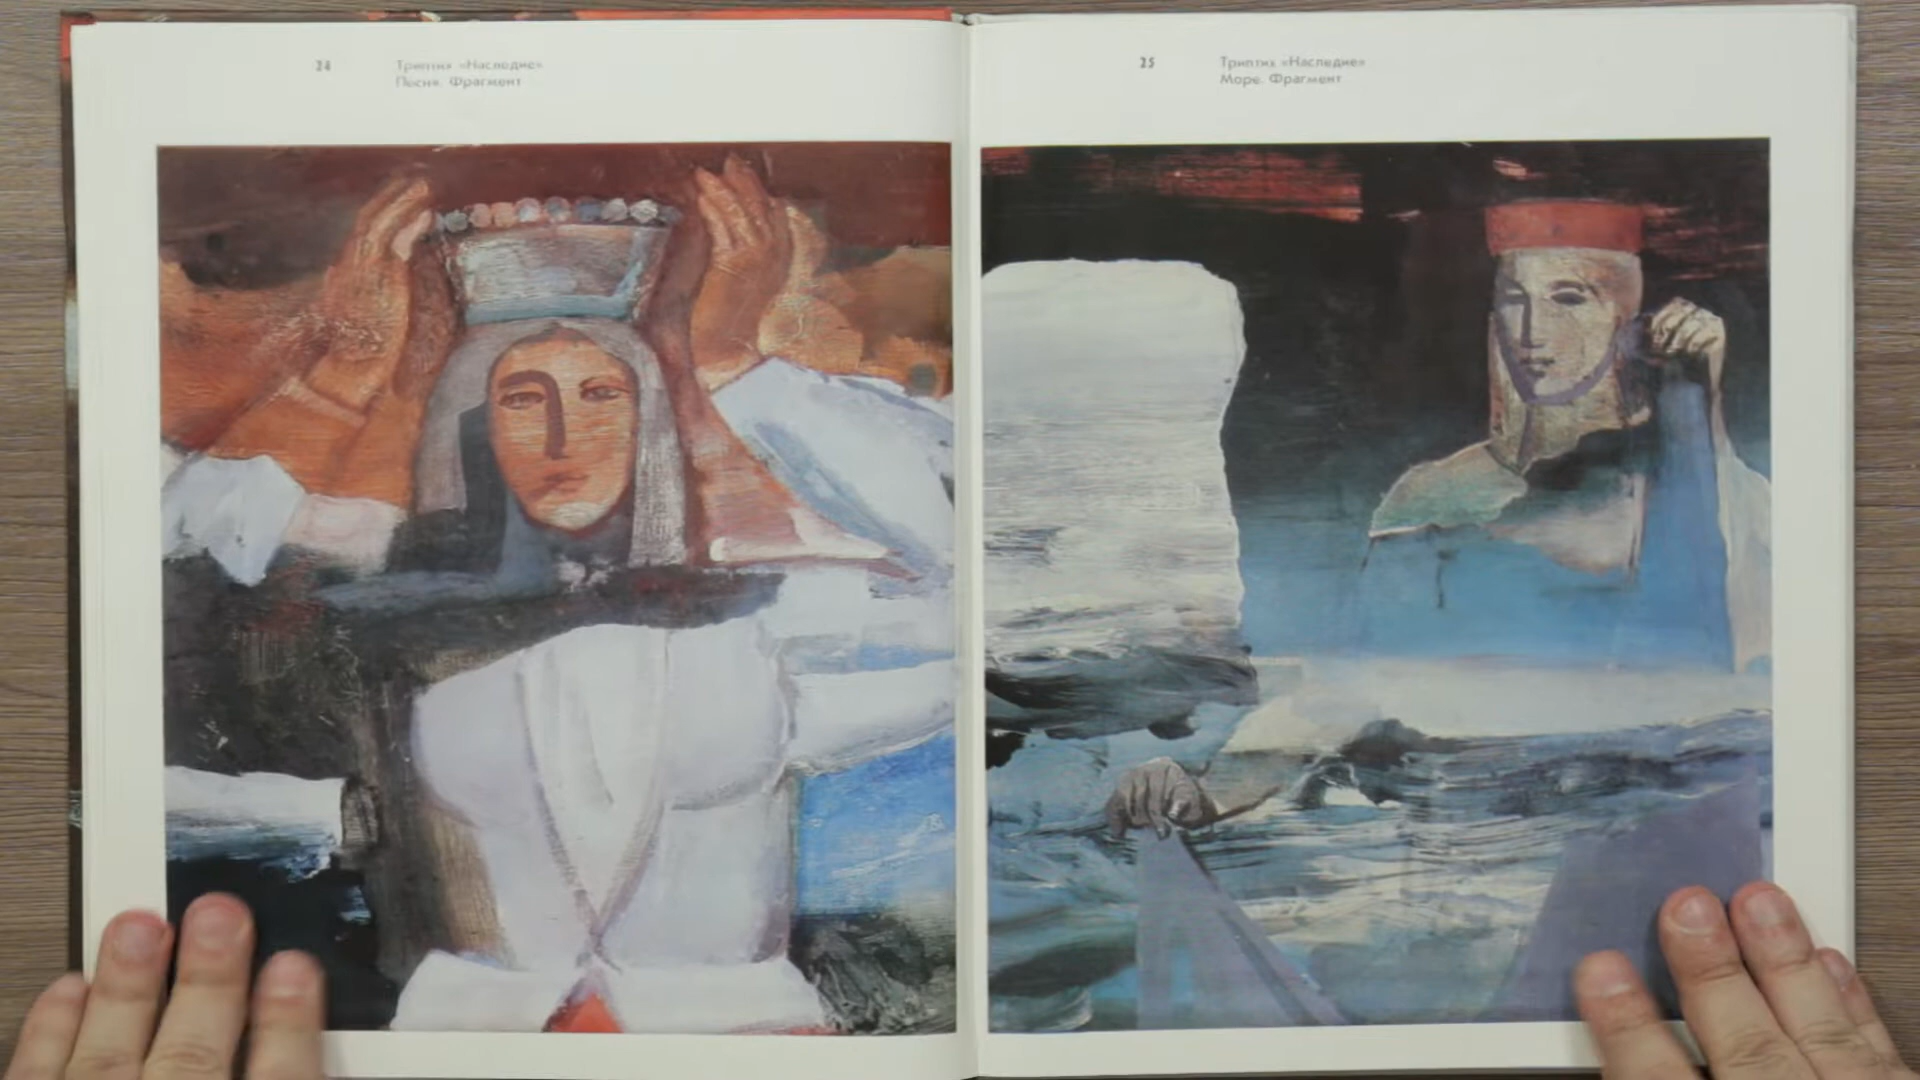 24
Триптих «Наследие»
Песня. Фрагмент
25
Триптих «Наследие»
Море. Фрагмент